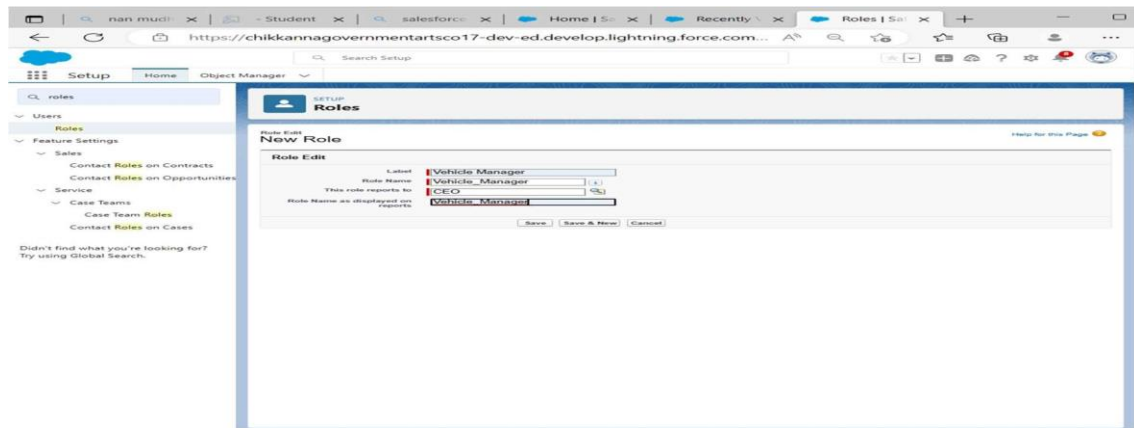 nan mudi
- Student
salesforce
Home | S
Recently
Roles | Sal
https://chikkannagovernmentartsco17-dev-ed.develop.lightning.force.com...
Search Setup
Setup
Home
Object Manager
roles
Users
Roles
Feature Settings
Sales
Contact Roles on Contracts
Contact Roles on Opportunities
Service
Case Teams
Case Team Roles
Contact Roles on Cases
Didn't find what you're looking for?
Try using Global Search.
SETUP
Roles
Role Edit
New Role
Help for this Page
Role Edit
Label Vehicle Manager
Role Name Vehicle_Manager
This role reports to CEO
Role Name as displayed on reports Vehicle_Manager
Save Save & New Cancel